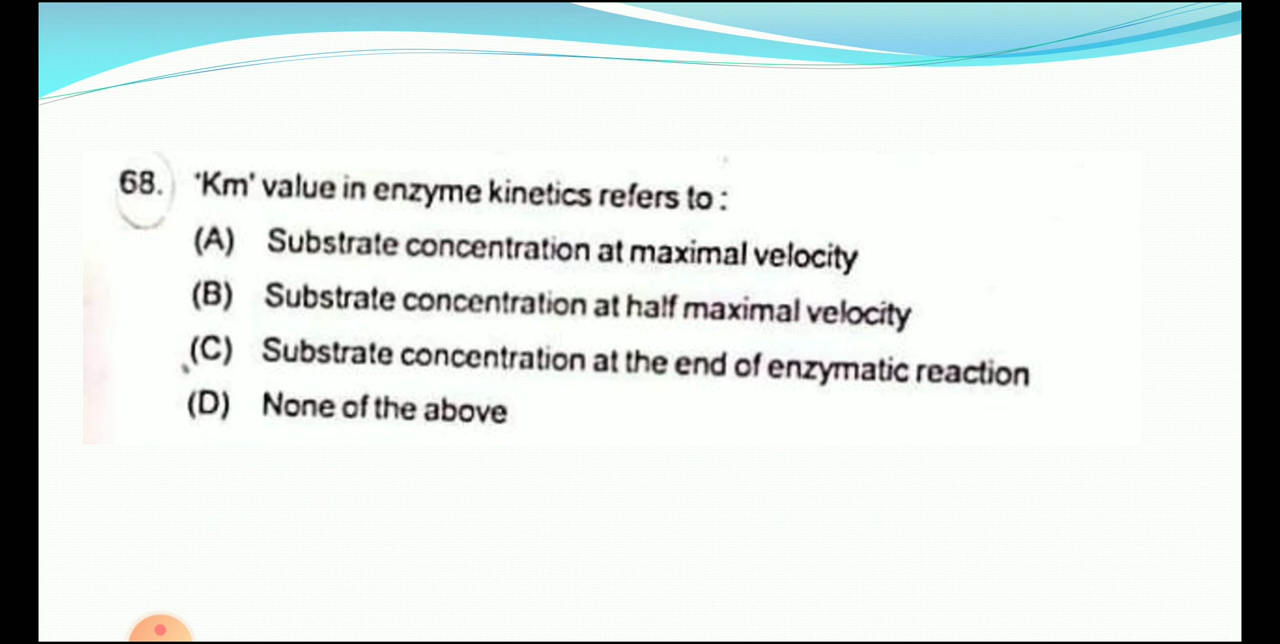 68. 'Km' value in enzyme kinetics refers to :
(A) Substrate concentration at maximal velocity
(B) Substrate concentration at half maximal velocity
(C) Substrate concentration at the end of enzymatic reaction
(D) None of the above